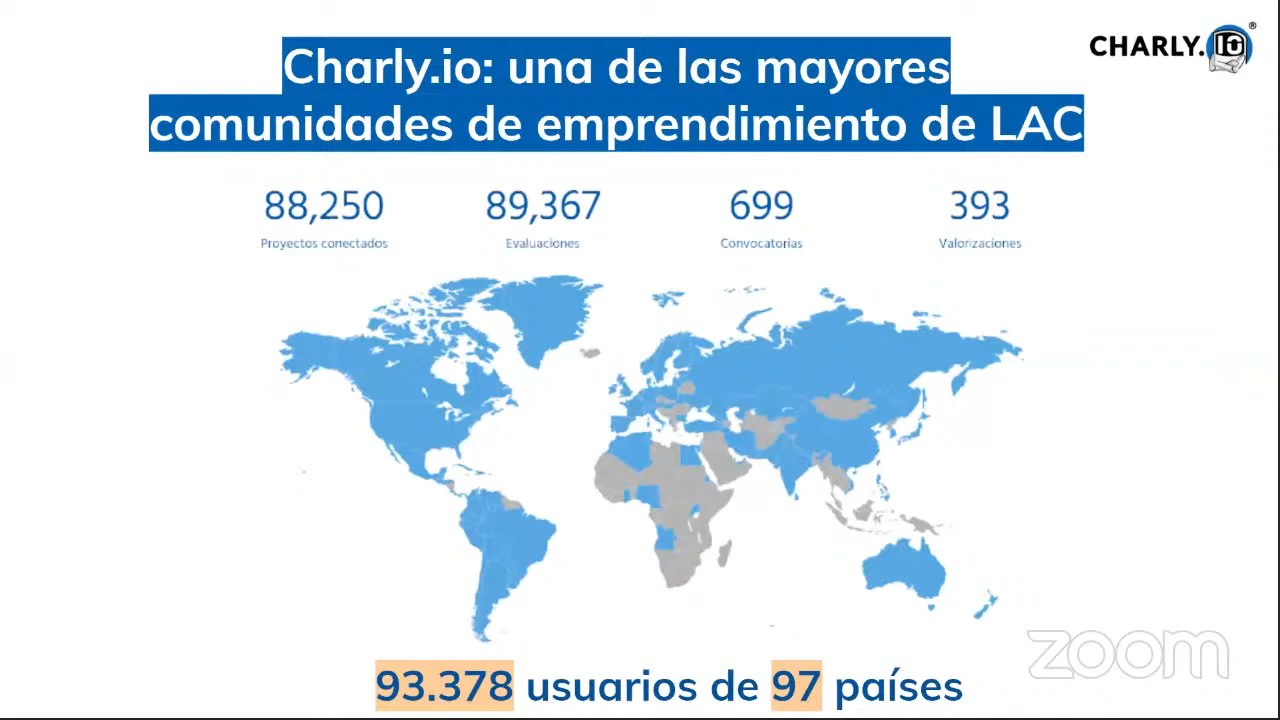 CHARLY.IO®
Charly.io: una de las mayores
comunidades de emprendimiento de LAC
88,250 89,367 699 393
Proyectos conectados Evaluaciones Convocatorias Valorizaciones
zoom
93.378 usuarios de 97 países